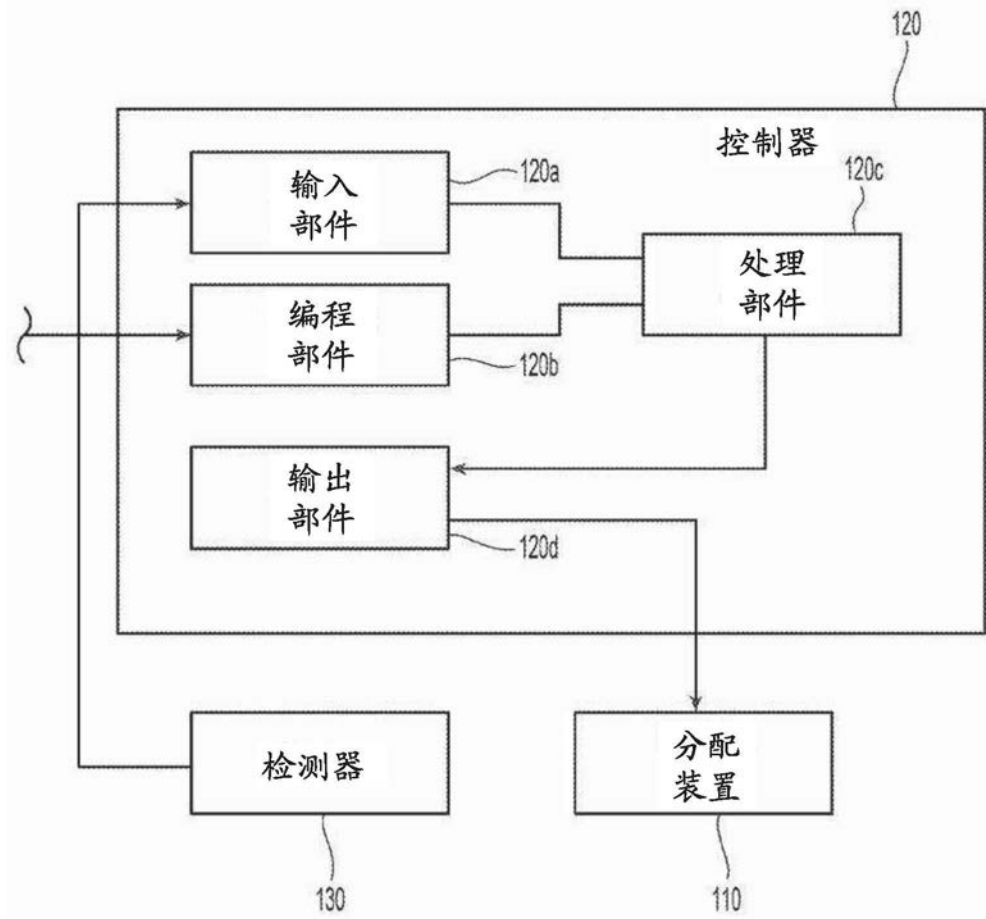 120
控制器
输入
部件
120a
120c
处理
部件
编程
部件
120b
输出
部件
120d
检测器
分配
装置
130
110